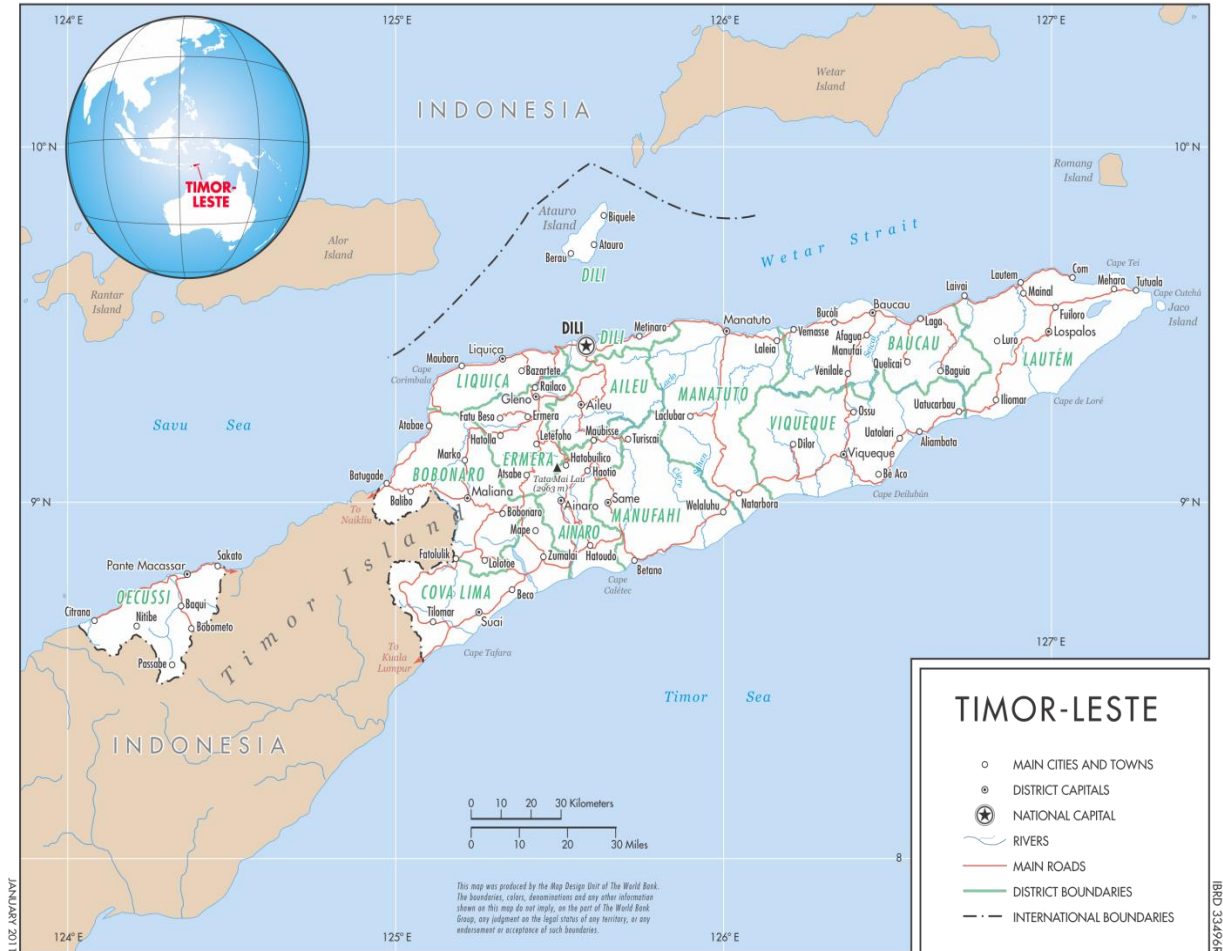 124° E
125° E
126° E
127° E
Wetar
Island
INDONESIA
10° N
10° N
Romang
Island
TIMOR-
LESTE
Atauro
Island
Biquele
Atauro
Berau
DILI
Wetar Strait
Alor
Island
Rantar
Island
Cape Tei
Com
Lautem
Mehara
Tutuala
Laivai
Mainal
Cape Cutchá
Jaco
Island
Fuiloro
Lospalos
Luro
LAUTÉM
Baucau
Bucoli
Laga
Vemasse
Afagua
Manufai
Seiçal
BAUCAU
Quelicai
Baguia
Venilale
Manatuto
Laleia
DILI
DILI
Metinaro
Liquiça
Maubara
Cape
Corimbala
Bazartete
LIQUIÇA
Railaco
Gleno
AILEU
Aileu
MANATUTO
Laclubar
VIQUEQUE
Ossu
Uatucarbau
Iliomar
Cape de Loré
Uatolari
Aliambata
Dilor
Viqueque
Bé Aco
Cape Deilubún
Savu Sea
Atabae
Fatu Beso
Ermera
Hatolia
Letefoho
Maubisse
Turiscai
Marko
ERMERA
Hatobuilico
Atsabe
Hautio
Tata Mai Lau
(2963 m)
BOBONARO
Batugade
Balibo
Maliana
Ainaro
Same
MANUFAHI
Welaluhu
Natarbora
9° N
9° N
To
Naikliu
Bobonaro
Mape
AINARO
Fatolulik
Lolotoe
Zumalai
Hatoudo
Betano
Cape
Calétec
Sakato
Pante Macassar
OECUSSI
Citrana
Nitibe
Baqui
Bobometo
Passabe
COVA LIMA
Beco
Tilomar
Suai
Cape Tafara
To
Kuala
Lumpur
Timor Island
INDONESIA
Timor Sea
127° E
0 10 20 30 Kilometers
0 10 20 30 Miles
8
This map was produced by the Map Design Unit of The World Bank.
The boundaries, colors, denominations and any other information
shown on this map do not imply, on the part of The World Bank
Group, any judgment on the legal status of any territory, or any
endorsement or acceptance of such boundaries.
TIMOR-LESTE
MAIN CITIES AND TOWNS
DISTRICT CAPITALS
NATIONAL CAPITAL
RIVERS
MAIN ROADS
DISTRICT BOUNDARIES
INTERNATIONAL BOUNDARIES
124° E
125° E
126° E